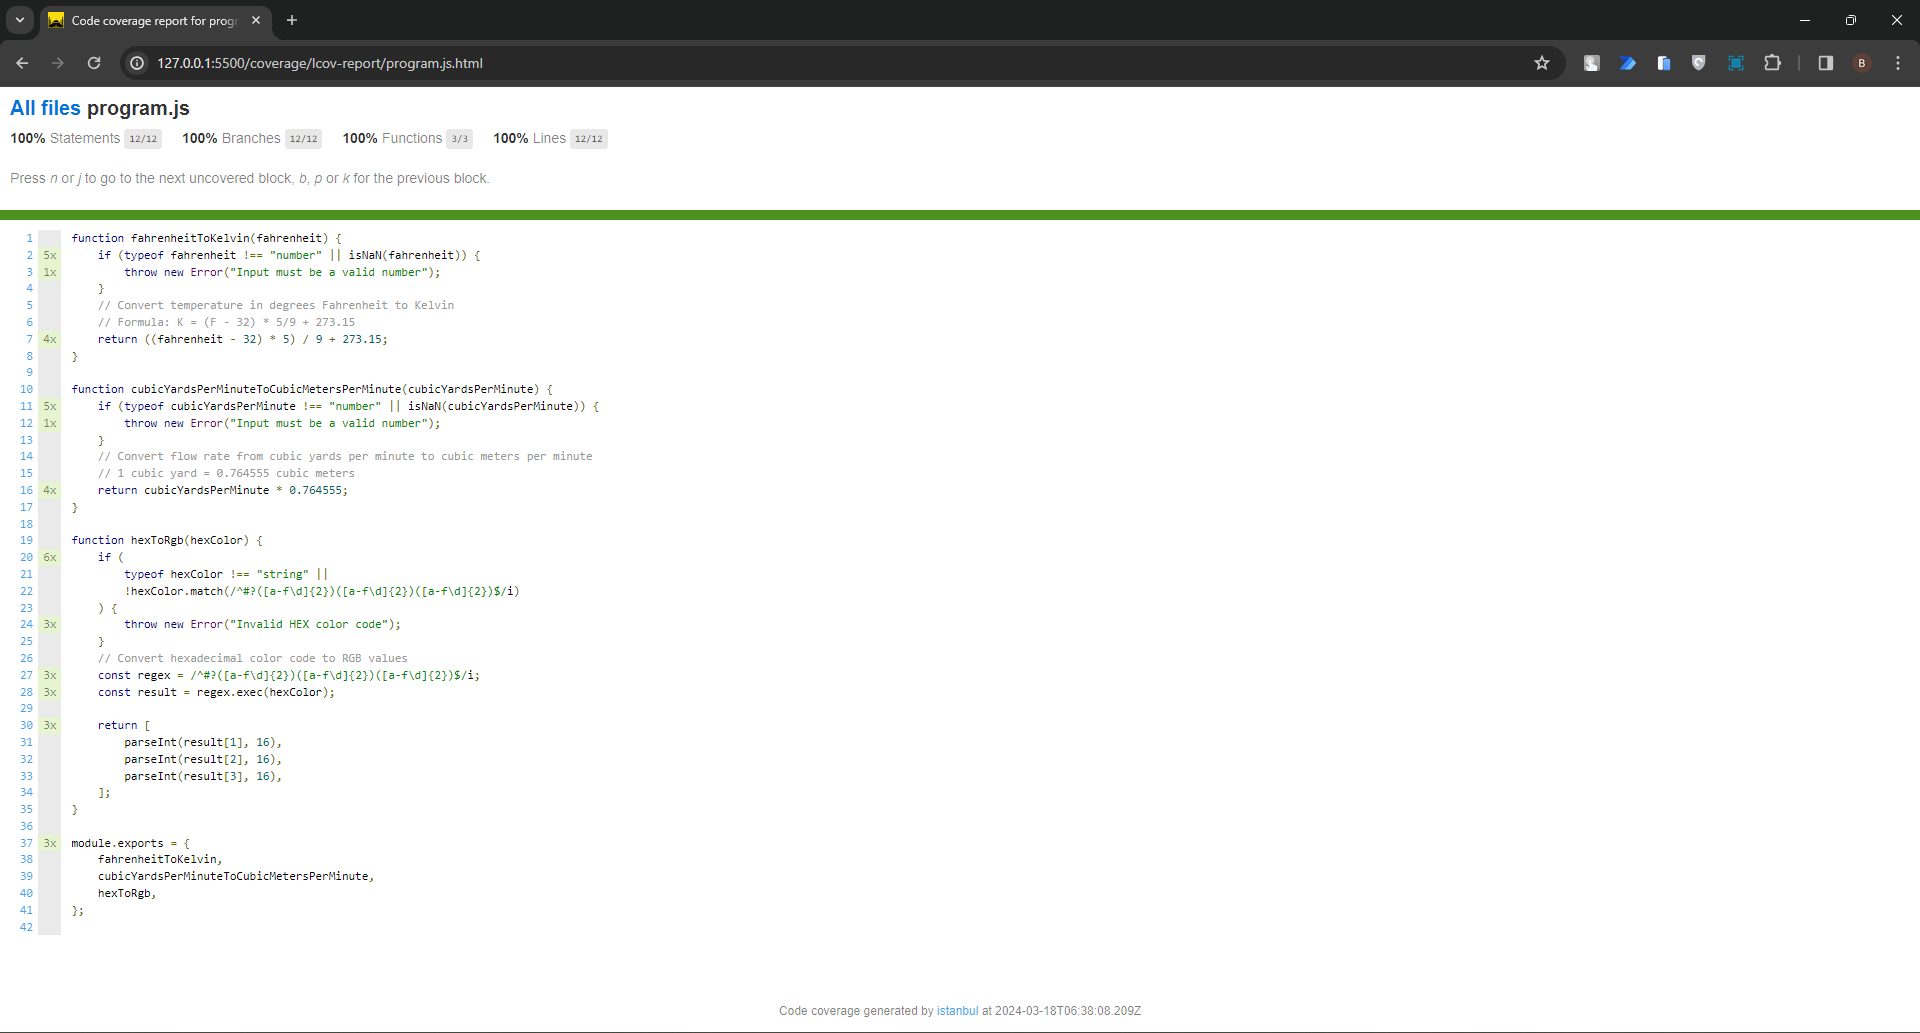 Code coverage report for prog
127.0.0.1:5500/coverage/lcov-report/program.js.html
B
All files program.js
100% Statements 12/12 100% Branches 12/12 100% Functions 3/3 100% Lines 12/12
Press n or j to go to the next uncovered block, b, p or k for the previous block.
1 function fahrenheitToKelvin(fahrenheit) {
2 5x if (typeof fahrenheit !== "number" || isNaN(fahrenheit)) {
3 1x throw new Error("Input must be a valid number");
4 }
5 // Convert temperature in degrees Fahrenheit to Kelvin
6 // Formula: K = (F - 32) * 5/9 + 273.15
7 4x return ((fahrenheit - 32) * 5) / 9 + 273.15;
8 }
9
10 function cubicYardsPerMinuteToCubicMetersPerMinute(cubicYardsPerMinute) {
11 5x if (typeof cubicYardsPerMinute !== "number" || isNaN(cubicYardsPerMinute)) {
12 1x throw new Error("Input must be a valid number");
13 }
14 // Convert flow rate from cubic yards per minute to cubic meters per minute
15 // 1 cubic yard = 0.764555 cubic meters
16 4x return cubicYardsPerMinute * 0.764555;
17 }
18
19 function hexToRgb(hexColor) {
20 6x if (
21 typeof hexColor !== "string" ||
22 !hexColor.match(/^#?([a-f\d]{2})([a-f\d]{2})([a-f\d]{2})$/i)
23 ) {
24 3x throw new Error("Invalid HEX color code");
25 }
26 // Convert hexadecimal color code to RGB values
27 3x const regex = /^#?([a-f\d]{2})([a-f\d]{2})([a-f\d]{2})$/i;
28 3x const result = regex.exec(hexColor);
29
30 3x return [
31 parseInt(result[1], 16),
32 parseInt(result[2], 16),
33 parseInt(result[3], 16),
34 ];
35 }
36
37 3x module.exports = {
38 fahrenheitToKelvin,
39 cubicYardsPerMinuteToCubicMetersPerMinute,
40 hexToRgb,
41 };
42
Code coverage generated by istanbul at 2024-03-18T06:38:08.209Z